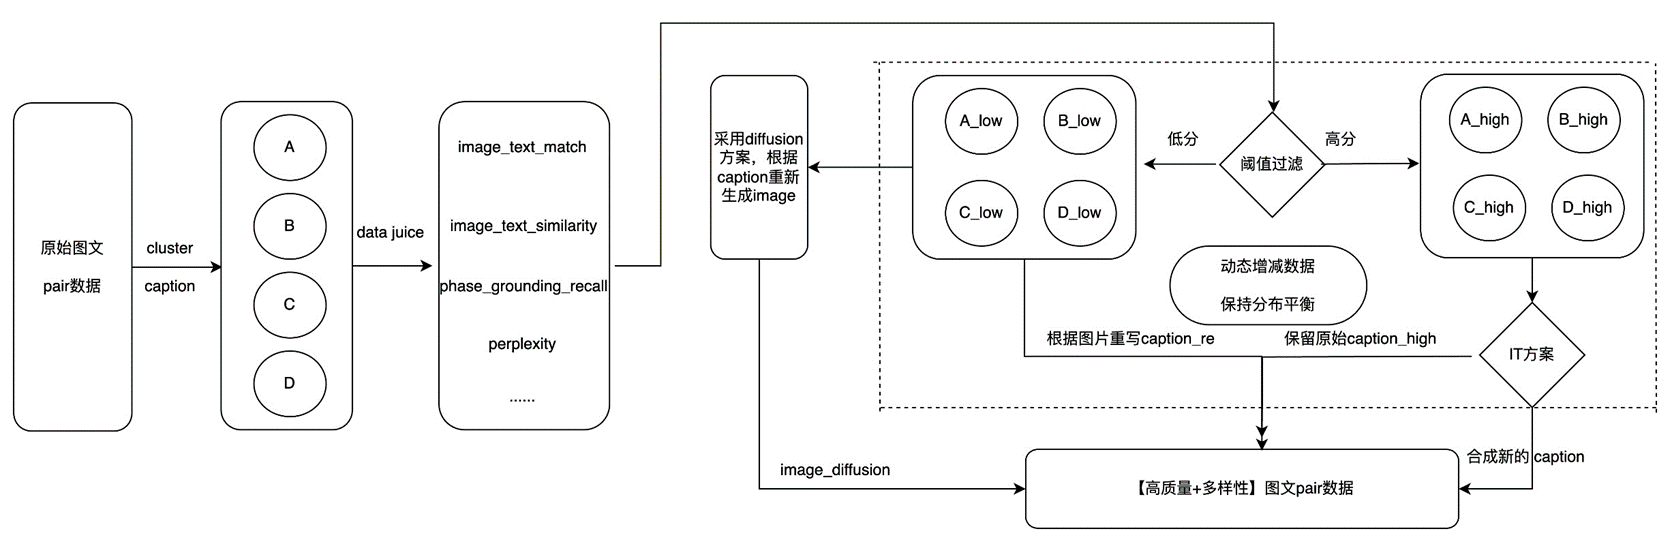 原始图文
pair数据
cluster
caption
A
B
C
D
data juice
image_text_match
image_text_similarity
phase_grounding_recall
perplexity
......
采用diffusion
方案，根据
caption重新
生成image
A_low
B_low
C_low
D_low
低分
阈值过滤
高分
A_high
B_high
C_high
D_high
动态增减数据
保持分布平衡
根据图片重写caption_re
保留原始caption_high
IT方案
image_diffusion
合成新的 caption
【高质量+多样性】图文pair数据